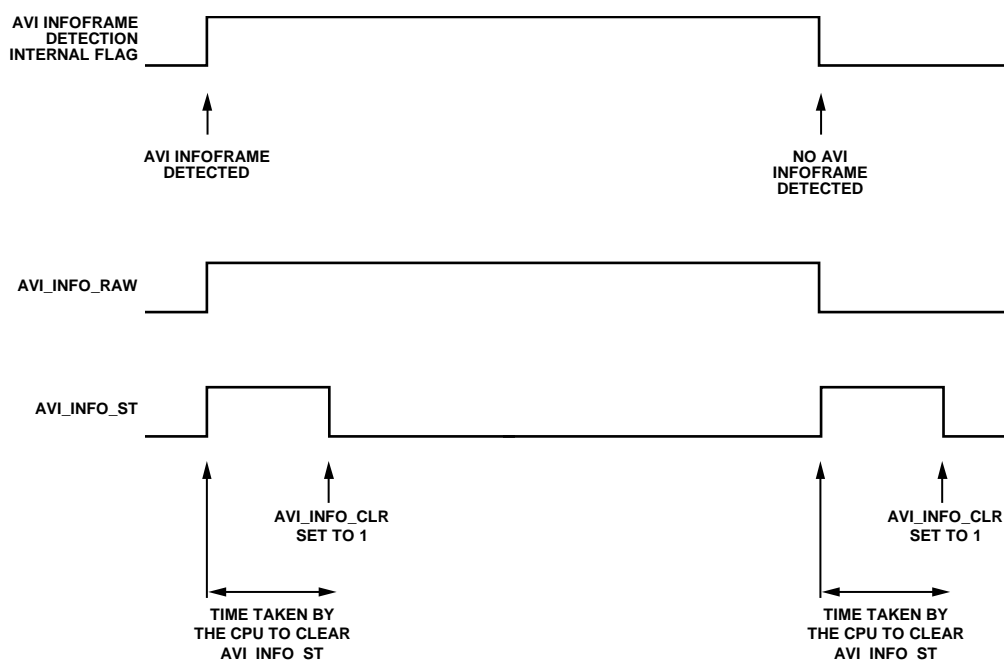 AVI INFOFRAME
DETECTION
INTERNAL FLAG
AVI INFOFRAME
DETECTED
NO AVI
INFOFRAME
DETECTED
AVI_INFO_RAW
AVI_INFO_ST
AVI_INFO_CLR
SET TO 1
AVI_INFO_CLR
SET TO 1
TIME TAKEN BY
THE CPU TO CLEAR
AVI_INFO_ST
TIME TAKEN BY
THE CPU TO CLEAR
AVI_INFO_ST